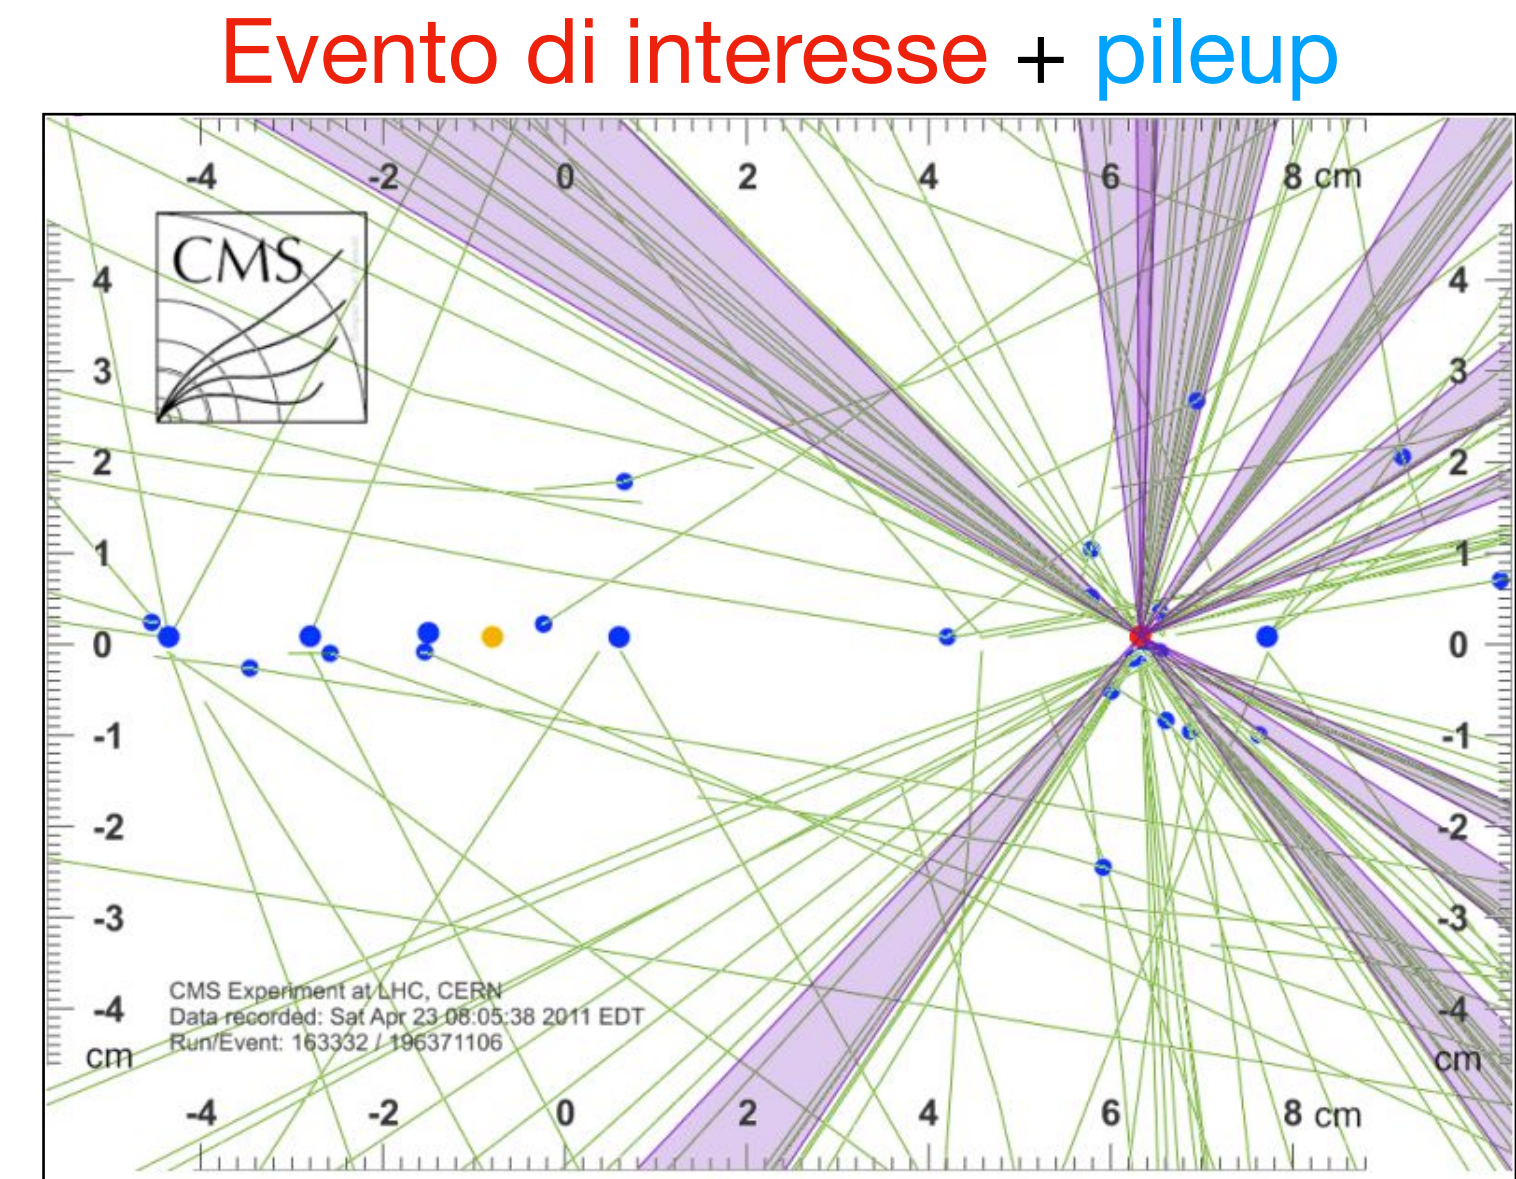 Evento di interesse + pileup
-4 -2 0 2 4 6 8 cm
CMS
4 4
3 3
2 2
1 1
0 0
-1 -1
-2 -2
-3 -3
CMS Experiment at LHC, CERN
-4 Data recorded: Sat Apr 23 08:05:38 2011 EDT -4
Run/Event: 163332 / 196371106
cm cm
-4 -2 0 2 4 6 8 cm